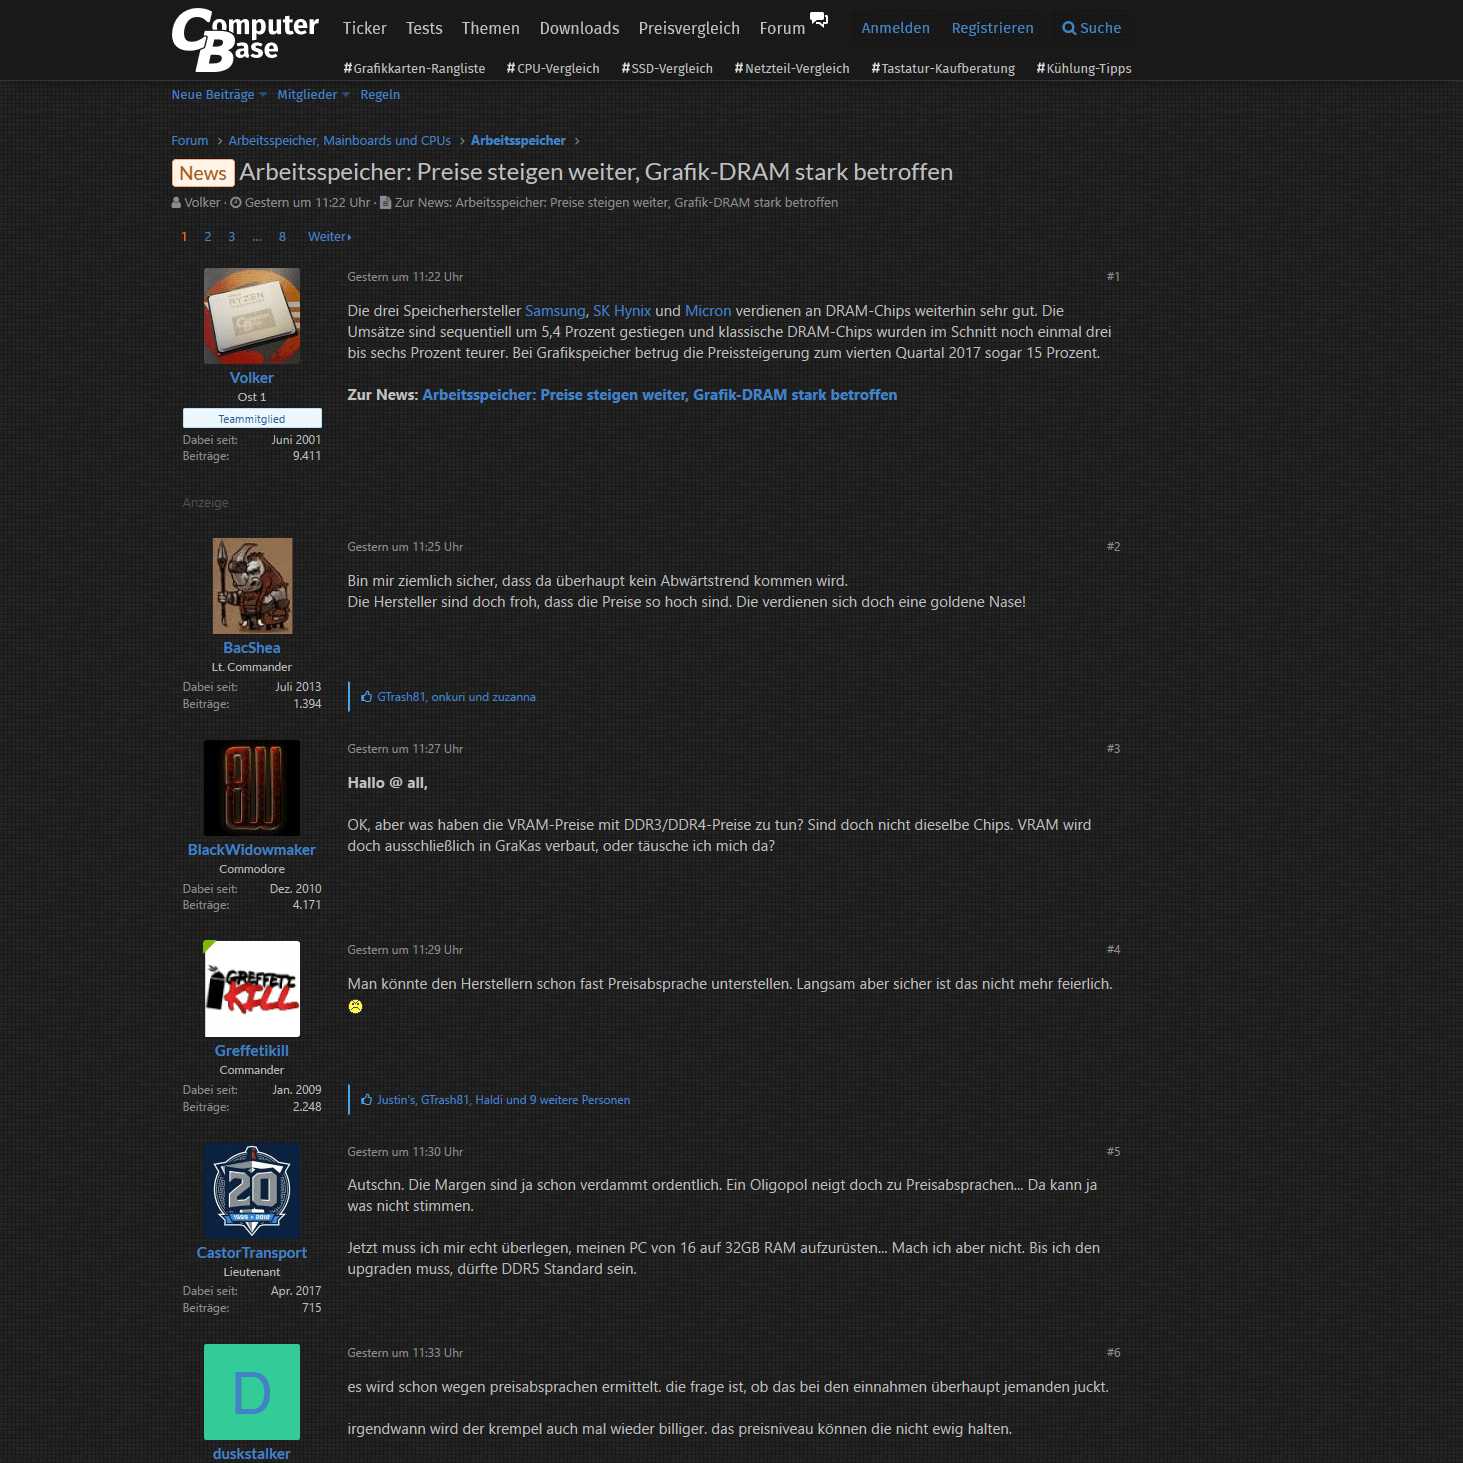 ComputerBase
Ticker Tests Themen Downloads Preisvergleich Forum Anmelden Registrieren Suche
#Grafikkarten-Rangliste #CPU-Vergleich #SSD-Vergleich #Netzteil-Vergleich #Tastatur-Kaufberatung #Kühlung-Tipps
Neue Beiträge Mitglieder Regeln
Forum > Arbeitsspeicher, Mainboards und CPUs > Arbeitsspeicher >
News Arbeitsspeicher: Preise steigen weiter, Grafik-DRAM stark betroffen
Volker · Gestern um 11:22 Uhr · Zur News: Arbeitsspeicher: Preise steigen weiter, Grafik-DRAM stark betroffen
1 2 3 ... 8 Weiter
RYZEN
ComputerBase
Volker
Ost 1
Teammitglied
Dabei seit: Juni 2001
Beiträge: 9.411
Gestern um 11:22 Uhr #1
Die drei Speicherhersteller Samsung, SK Hynix und Micron verdienen an DRAM-Chips weiterhin sehr gut. Die
Umsätze sind sequentiell um 5,4 Prozent gestiegen und klassische DRAM-Chips wurden im Schnitt noch einmal drei
bis sechs Prozent teurer. Bei Grafikspeicher betrug die Preissteigerung zum vierten Quartal 2017 sogar 15 Prozent.
Zur News: Arbeitsspeicher: Preise steigen weiter, Grafik-DRAM stark betroffen
Anzeige
BacShea
Lt. Commander
Dabei seit: Juli 2013
Beiträge: 1.394
Gestern um 11:25 Uhr #2
Bin mir ziemlich sicher, dass da überhaupt kein Abwärtstrend kommen wird.
Die Hersteller sind doch froh, dass die Preise so hoch sind. Die verdienen sich doch eine goldene Nase!
GTrash81, onkuri und zuzanna
BW
BlackWidowmaker
Commodore
Dabei seit: Dez. 2010
Beiträge: 4.171
Gestern um 11:27 Uhr #3
Hallo @ all,
OK, aber was haben die VRAM-Preise mit DDR3/DDR4-Preise zu tun? Sind doch nicht dieselbe Chips. VRAM wird
doch ausschließlich in GraKas verbaut, oder täusche ich mich da?
GREFFETI
KILL
Greffetikill
Commander
Dabei seit: Jan. 2009
Beiträge: 2.248
Gestern um 11:29 Uhr #4
Man könnte den Herstellern schon fast Preisabsprache unterstellen. Langsam aber sicher ist das nicht mehr feierlich.
Justin's, GTrash81, Haldi und 9 weitere Personen
20
CastorTransport
Lieutenant
Dabei seit: Apr. 2017
Beiträge: 715
Gestern um 11:30 Uhr #5
Autschn. Die Margen sind ja schon verdammt ordentlich. Ein Oligopol neigt doch zu Preisabsprachen... Da kann ja
was nicht stimmen.
Jetzt muss ich mir echt überlegen, meinen PC von 16 auf 32GB RAM aufzurüsten... Mach ich aber nicht. Bis ich den
upgraden muss, dürfte DDR5 Standard sein.
D
duskstalker
Gestern um 11:33 Uhr #6
es wird schon wegen preisabsprachen ermittelt. die frage ist, ob das bei den einnahmen überhaupt jemanden juckt.
irgendwann wird der krempel auch mal wieder billiger. das preisniveau können die nicht ewig halten.